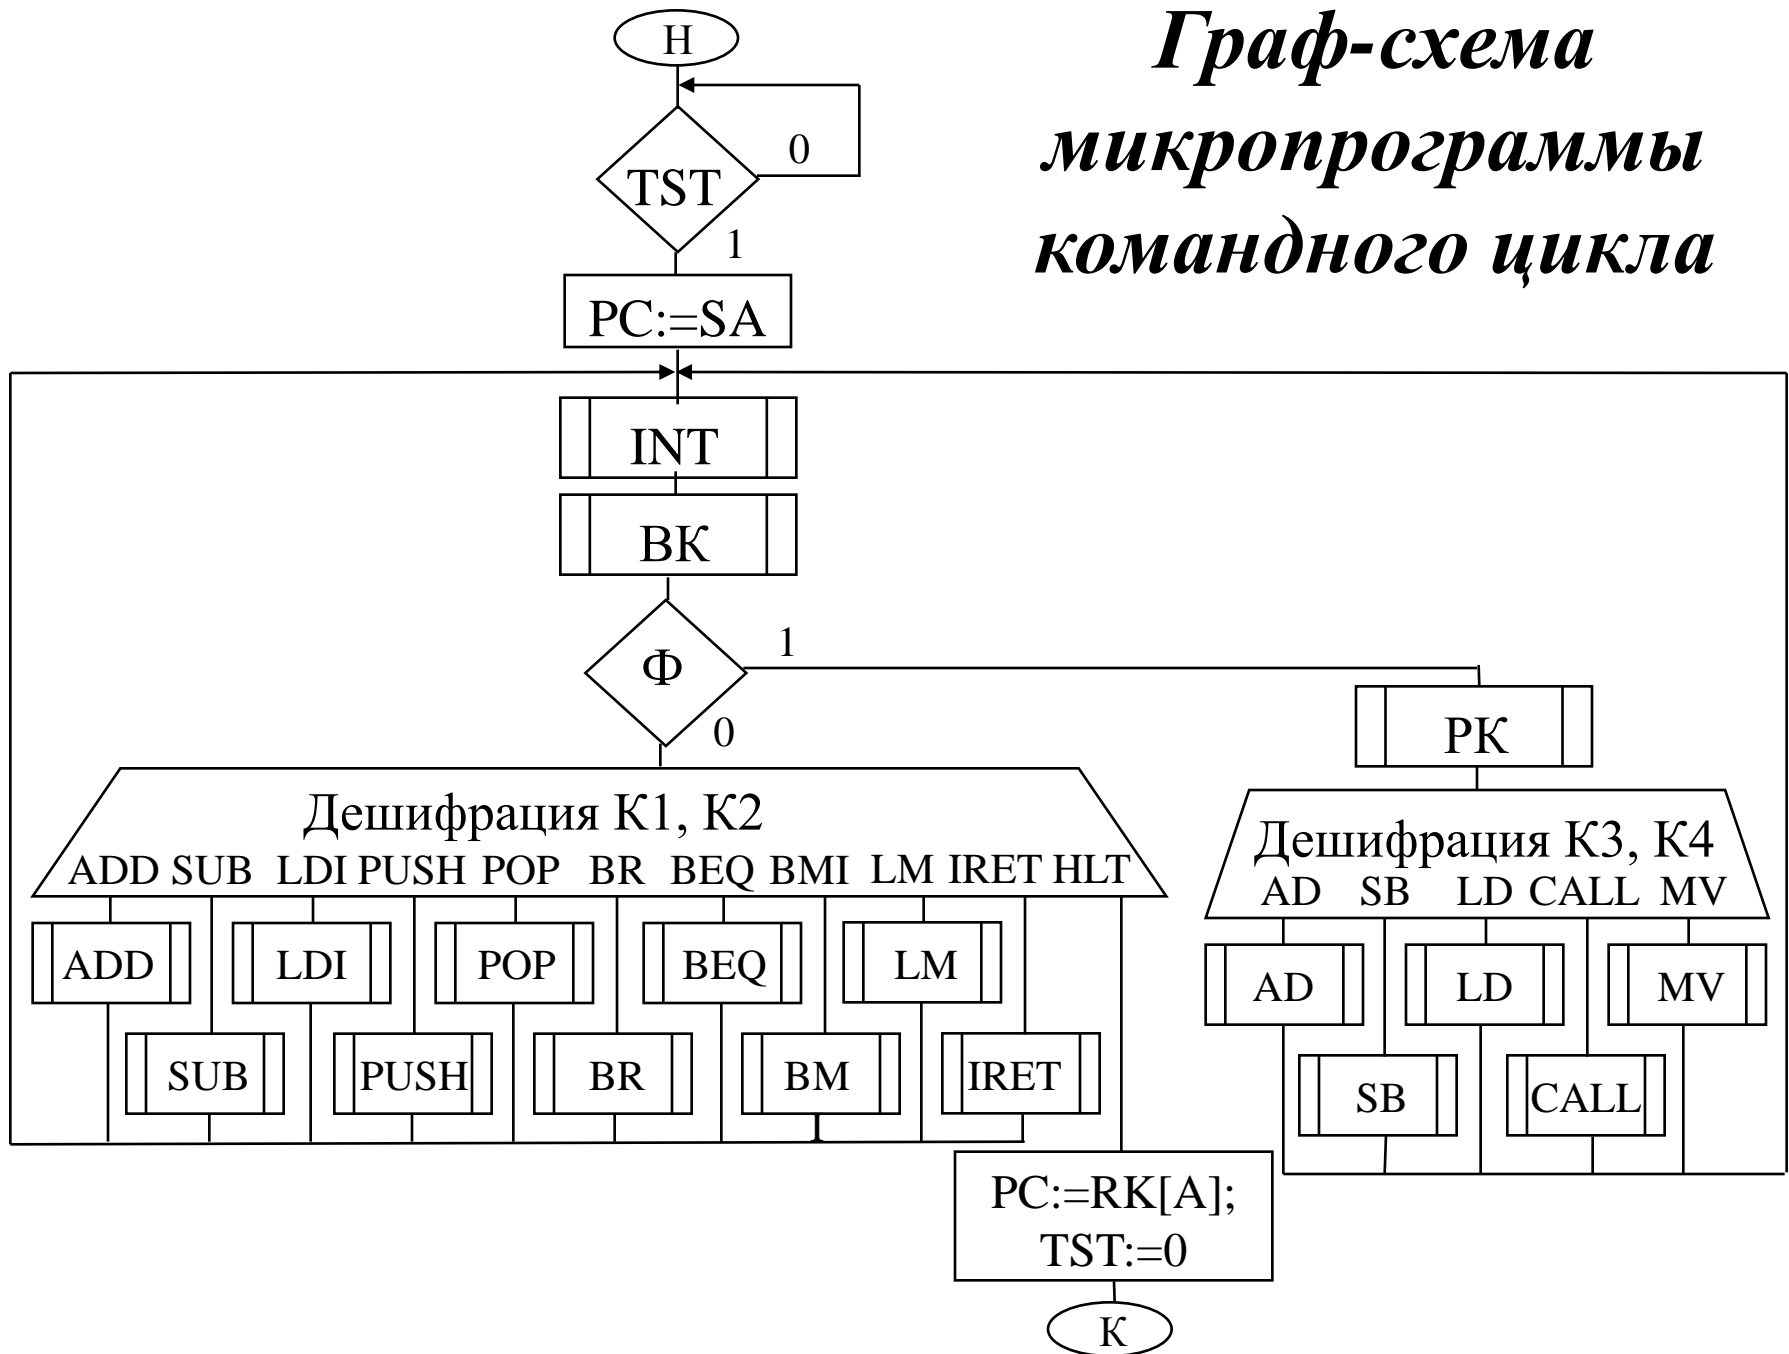 Н
Граф-схема
микропрограммы
командного цикла
0
TST
1
PC:=SA
INT
ВК
1
Ф
0
РК
Дешифрация К1, К2
ADD SUB LDI PUSH POP BR BEQ BMI LM IRET HLT
Дешифрация К3, К4
AD SB LD CALL MV
ADD LDI POP BEQ LM
AD LD MV
SUB PUSH BR BM
I
IRET
SB CALL
PC:=RK[A];
TST:=0
К